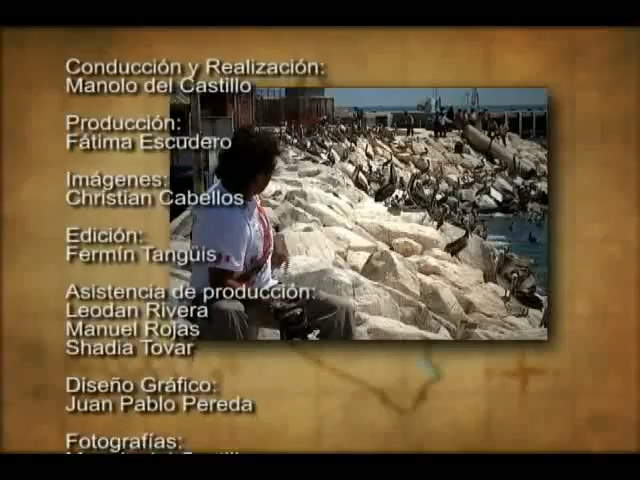 Conducción y Realización:
Manolo del Castillo
Producción:
Fátima Escudero
Imágenes:
Christian Cabellos
Edición:
Fermín Tangüis
Asistencia de producción:
Leodan Rivera
Manuel Rojas
Shadia Tovar
Diseño Gráfico:
Juan Pablo Pereda
Fotografías: